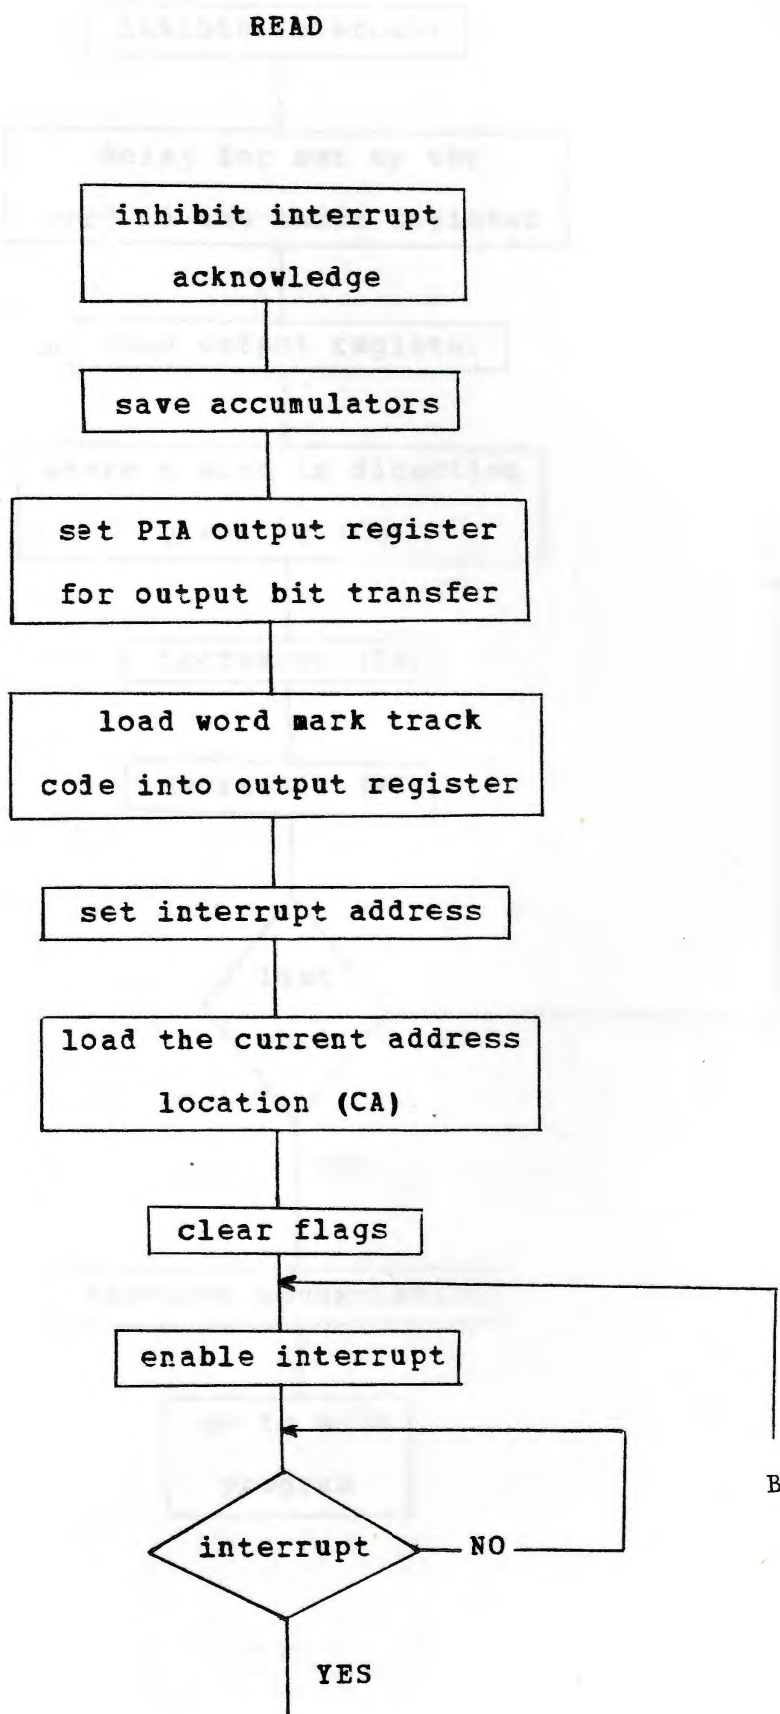 READ
inhibit interrupt
acknowledge
save accumulators
set PIA output register
for output bit transfer
load word mark track
code into output register
set interrupt address
load the current address
location (CA)
clear flags
enable interrupt
B
interrupt
NO
YES